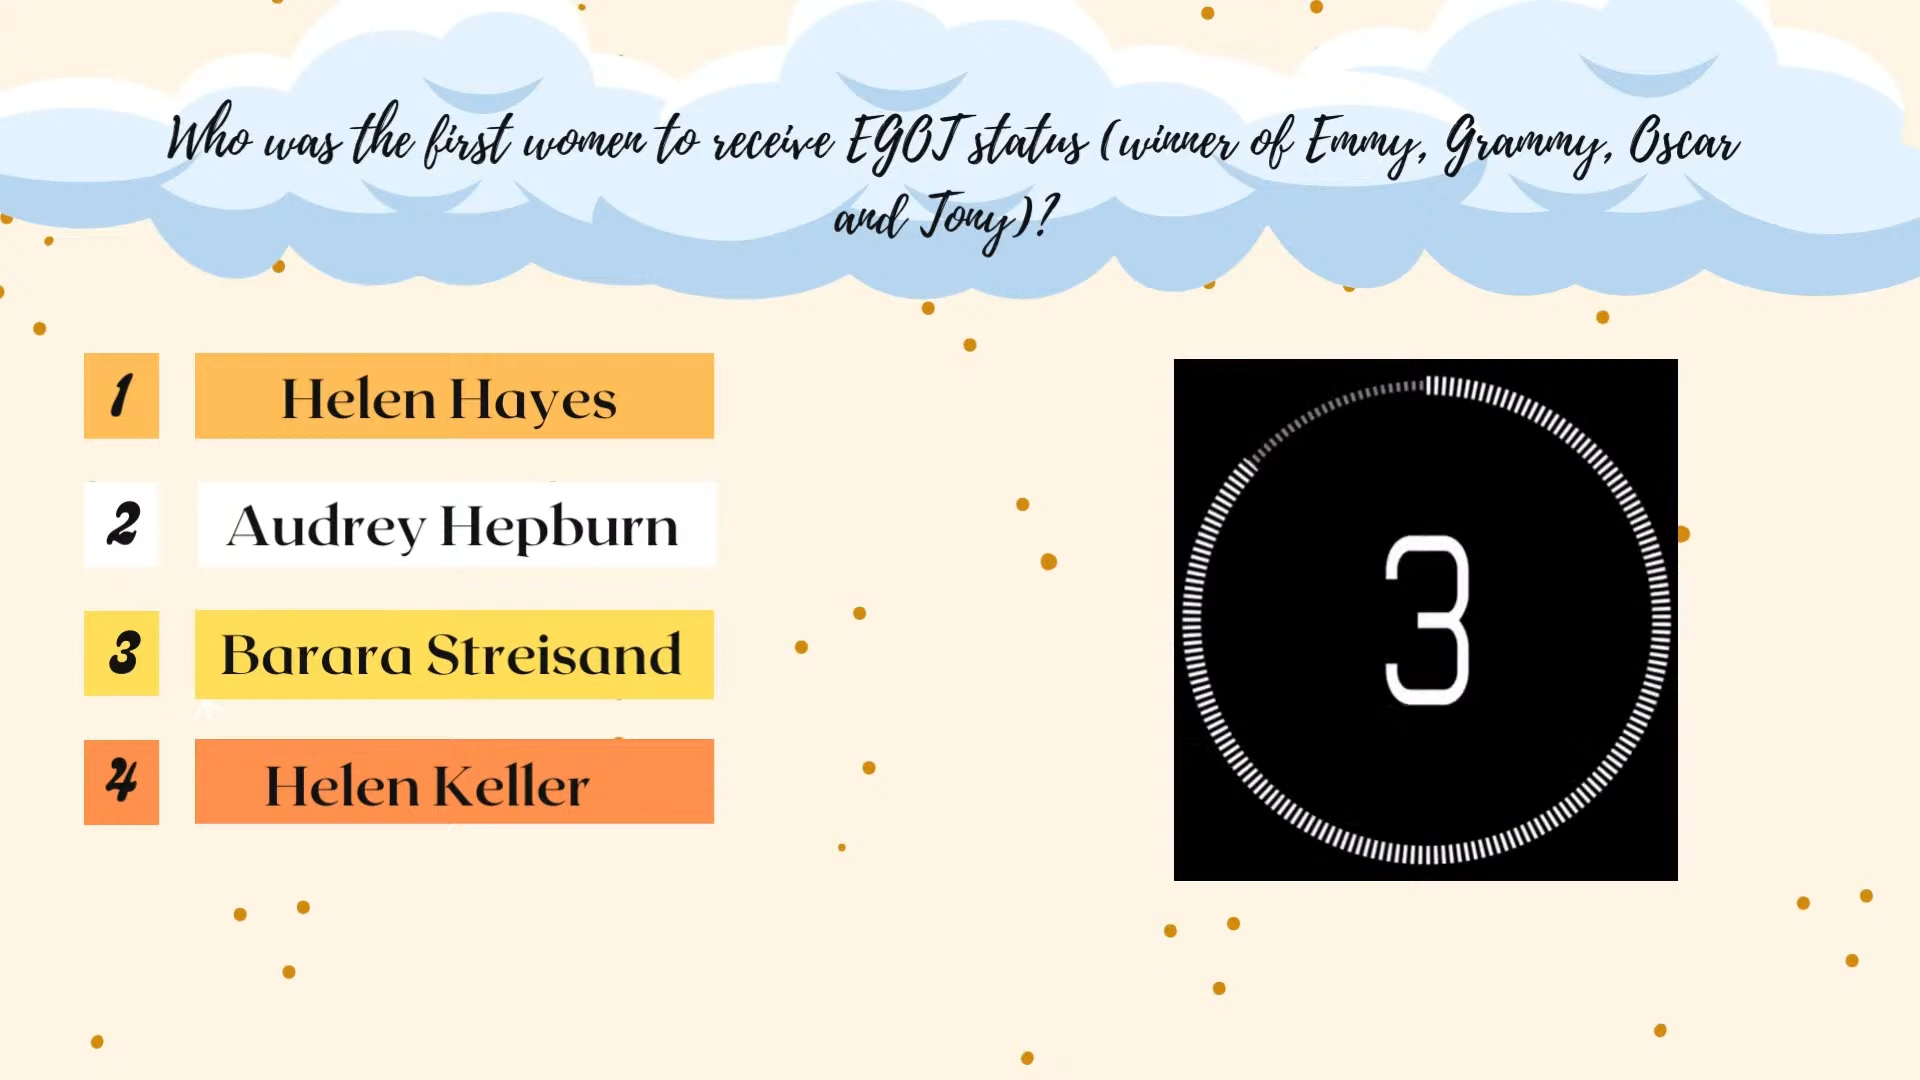 Who was the first women to receive EGOT status (winner of Emmy, Grammy, Oscar
and Tony)?
1 Helen Hayes
2 Audrey Hepburn
3 Barara Streisand
4 Helen Keller
3